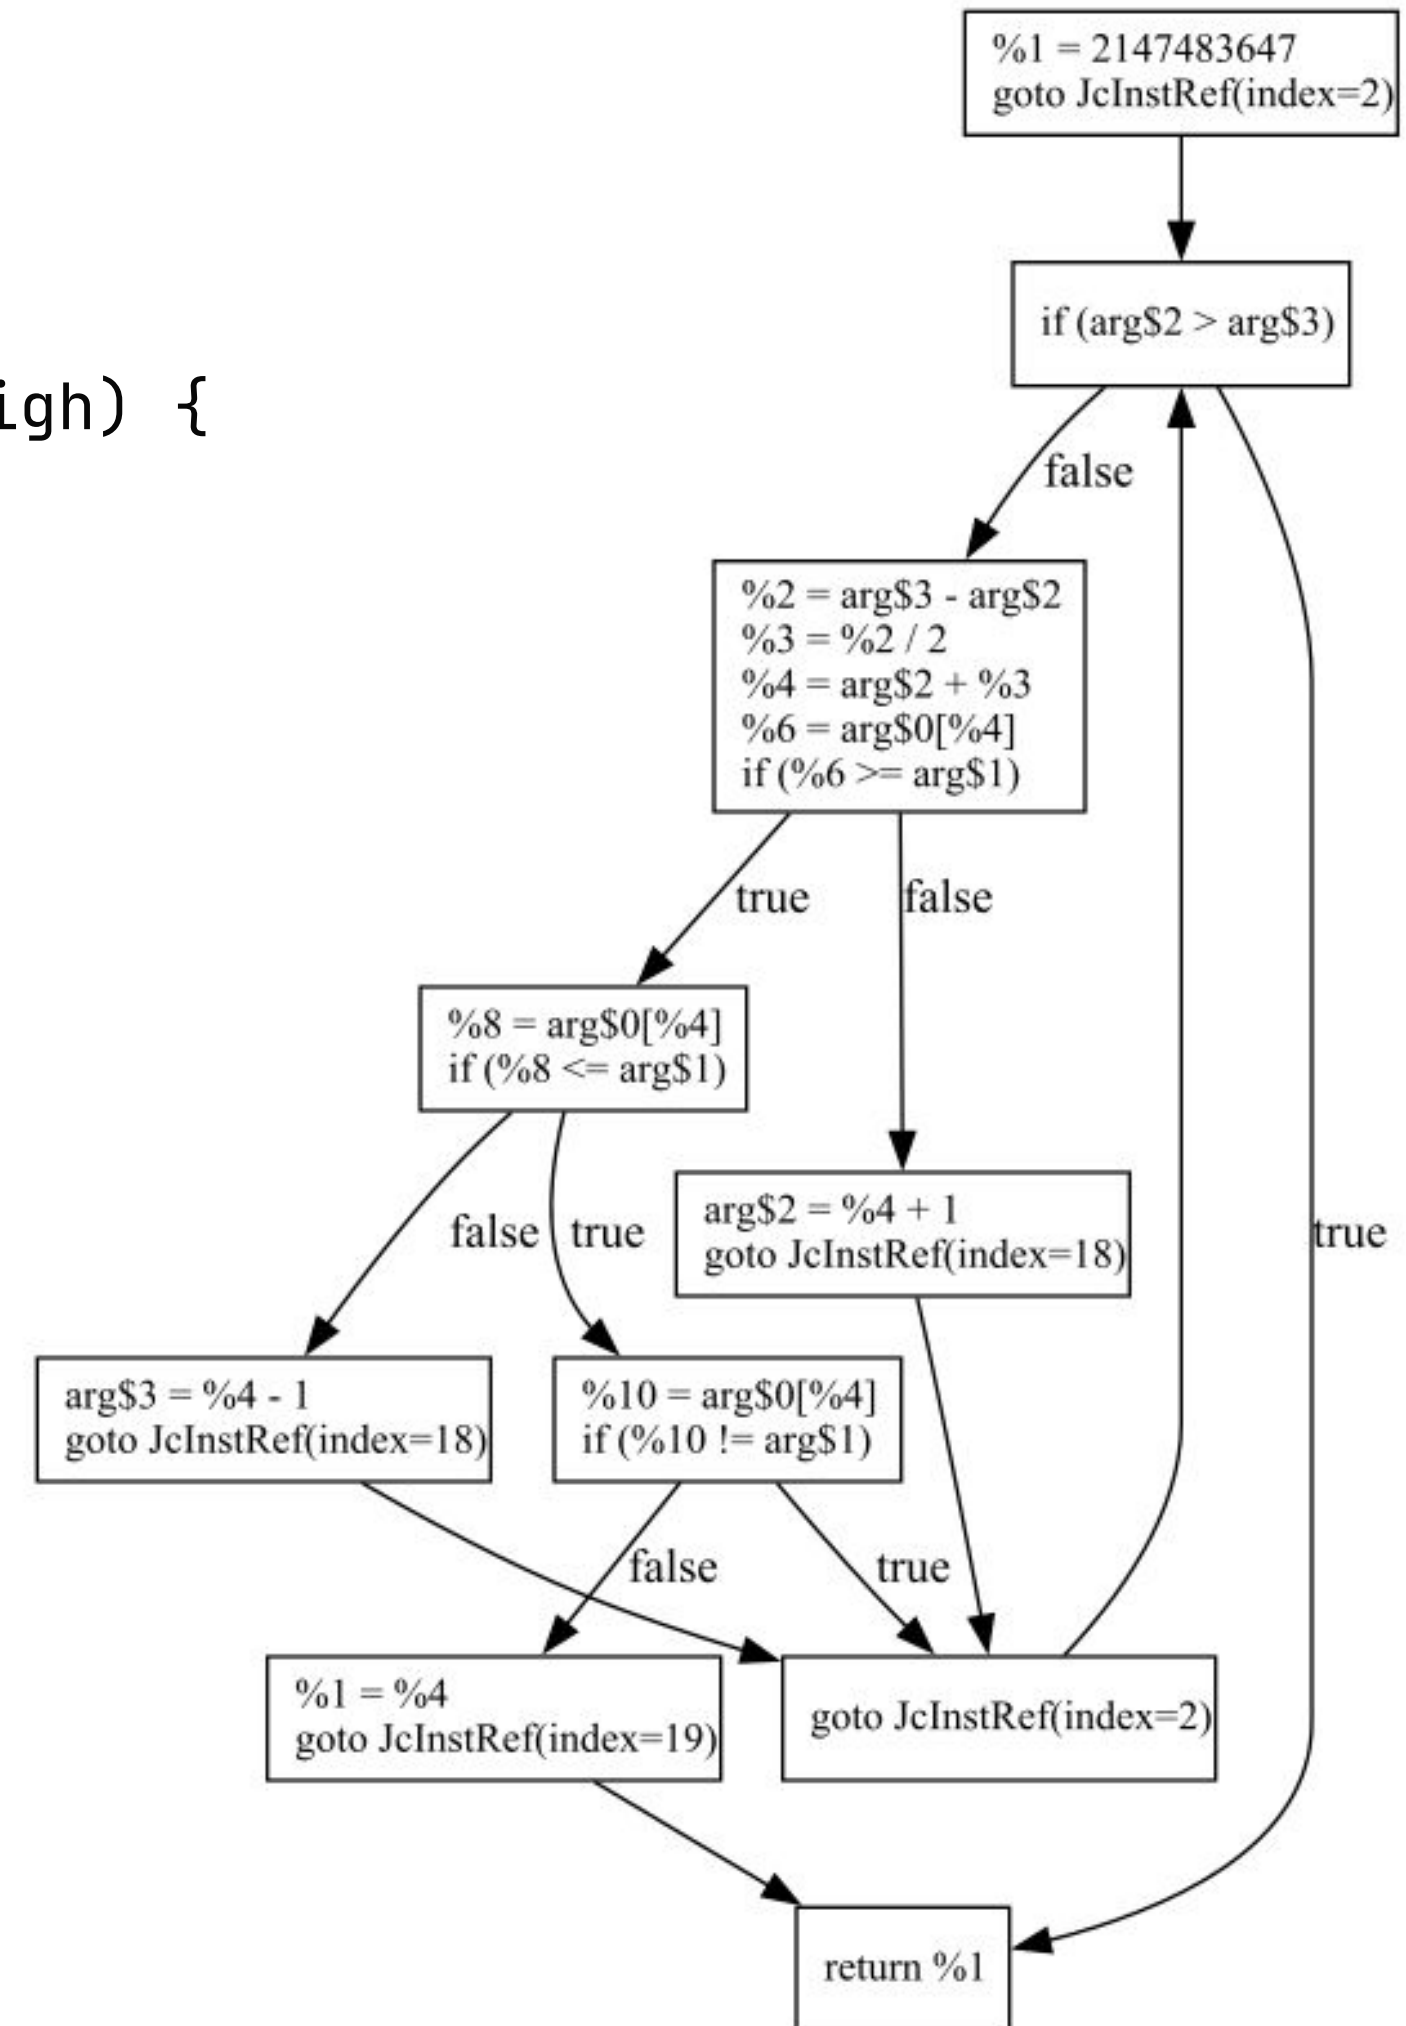 %1 = 2147483647
goto JcInstRef(index=2)
if (arg$2 > arg$3)
igh) {
false
%2 = arg$3 - arg$2
%3 = %2 / 2
%4 = arg$2 + %3
%6 = arg$0[%4]
if (%6 >= arg$1)
true
false
%8 = arg$0[%4]
if (%8 <= arg$1)
arg$2 = %4 + 1
goto JcInstRef(index=18)
false
true
true
arg$3 = %4 - 1
goto JcInstRef(index=18)
%10 = arg$0[%4]
if (%10 != arg$1)
false
true
%1 = %4
goto JcInstRef(index=19)
goto JcInstRef(index=2)
return %1